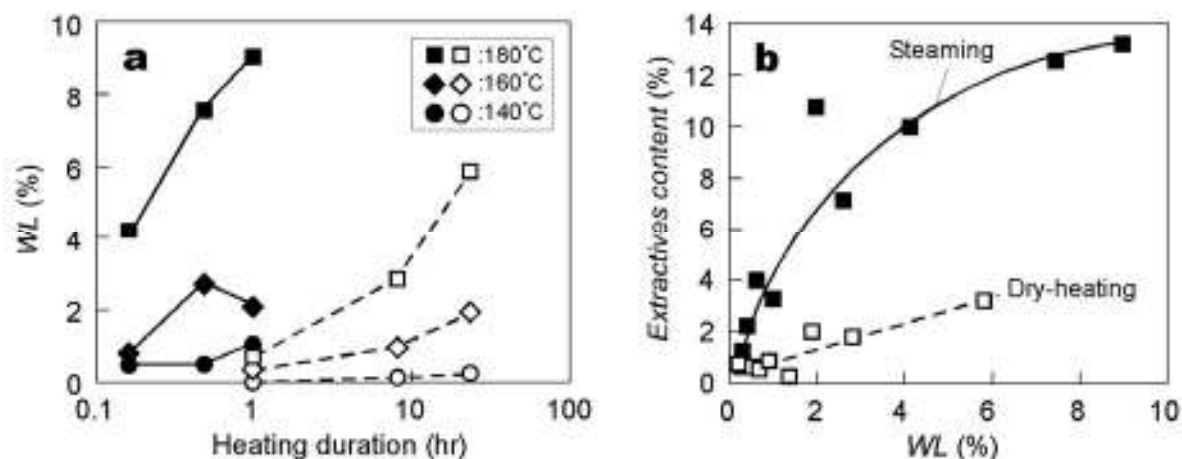 a
10
8
6
4
2
0
0.1 1 10 100
WL (%)
Heating duration (hr)
:180°C
:160°C
:140°C
b
14
12
10
8
6
4
2
0
0 2 4 6 8 10
Extractives content (%)
WL (%)
Steaming
Dry-heating